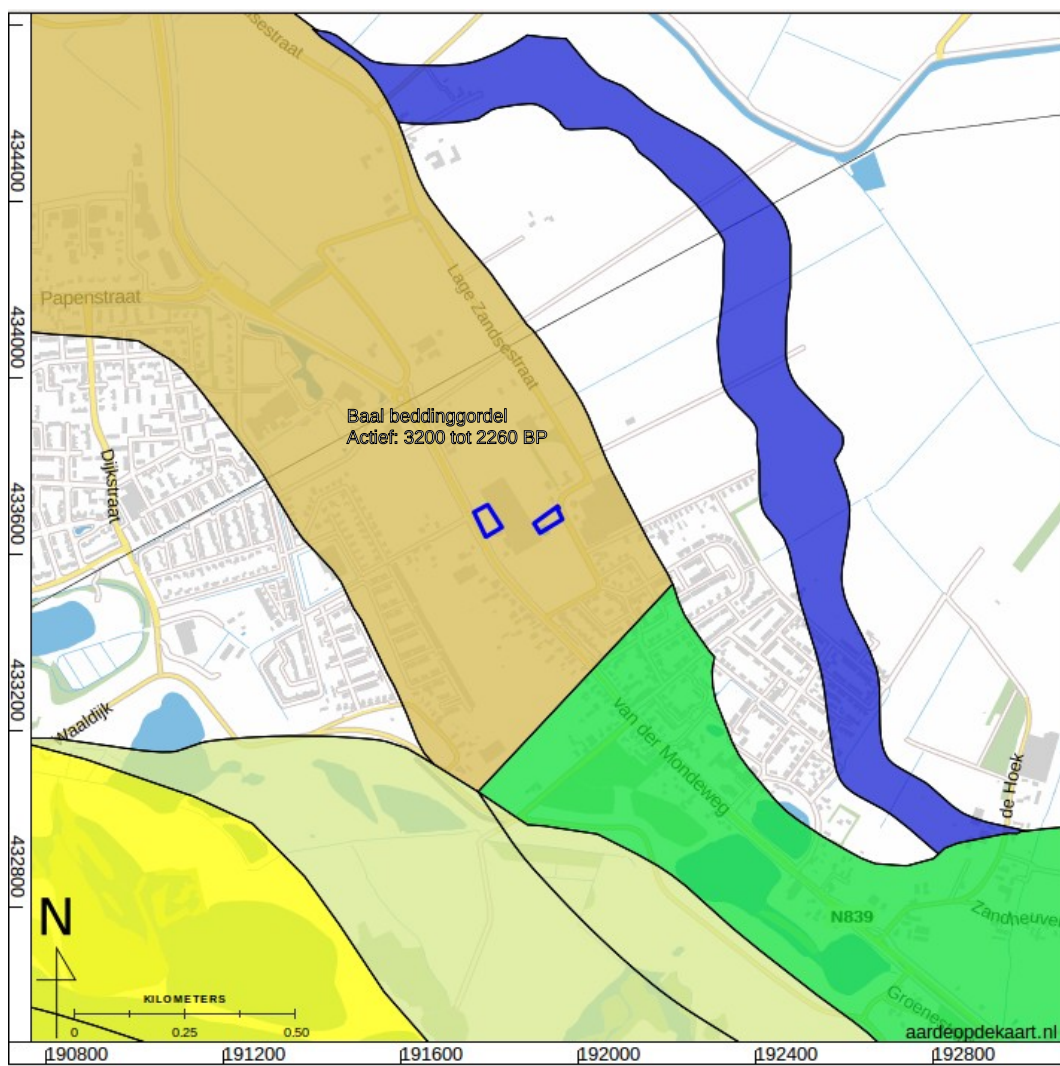 sestraat
434400
Lage Zandsestraat
Papenstraat
434000
Baal beddinggordel
Actief: 3200 tot 2260 BP
Dijkstraat
433600
433200
Waaldijk
van der Mondeweg
de Hoek
432800
N
N839
Zandheuvel
KILOMETERS
0 0.25 0.50
Groenes
aardeopdekaart.nl
190800 191200 191600 192000 192400 192800